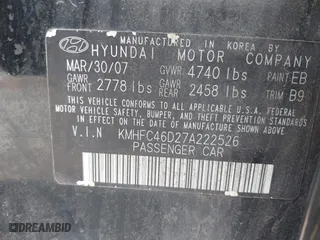 MANUFACTURED IN KOREA BY
HYUNDAI MOTOR COMPANY
MAR/30/07 GVWR 4740 lbs PAINT EB
GAWR FRONT 2778 lbs GAWR REAR 2458 lbs TRIM B9
THIS VEHICLE CONFORMS TO ALL APPLICABLE U.S.A. FEDERAL
MOTOR VEHICLE SAFETY, BUMPER, AND THEFT PREVENTION
STANDARDS IN EFFECT ON THE DATE OF MANUFACTURE SHOWN
ABOVE.
V.I.N KMHFC46D27A222526
PASSENGER CAR
DREAMBID.COM